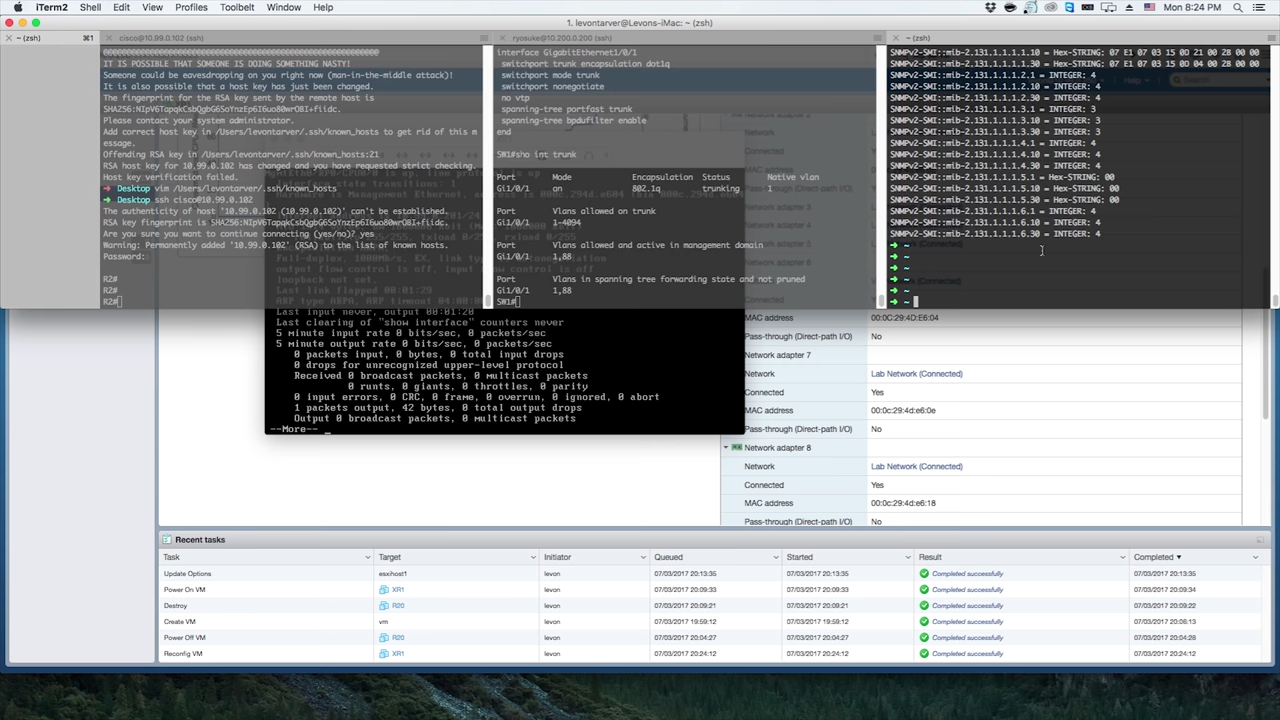 iTerm2 Shell Edit View Profiles Toolbelt Window Help
Mon 8:24 PM
1. levontarver@Levons-iMac: ~ (zsh)
~ (zsh) ⌘1
cisco@10.99.0.102 (ssh)
ryosuke@10.200.0.200 (ssh)
~ (zsh)
@@@@@@@@@@@@@@@@@@@@@@@@@@@@@@@@@@@@@@@@@@@@@@@@@@@@@@@@@@@
IT IS POSSIBLE THAT SOMEONE IS DOING SOMETHING NASTY!
Someone could be eavesdropping on you right now (man-in-the-middle attack)!
It is also possible that a host key has just been changed.
The fingerprint for the RSA key sent by the remote host is
Please contact your system administrator.
Add correct host key in /Users/levontarver/.ssh/known_hosts to get rid of this m
essage.
Offending RSA key in /Users/levontarver/.ssh/known_hosts:21
RSA host key for 10.99.0.102 has changed and you have requested strict checking.
Host key verification failed.
➜ Desktop vim /Users/levontarver/.ssh/known_hosts
➜ Desktop ssh cisco@10.99.0.102
The authenticity of host '10.99.0.102 (10.99.0.102)' can't be established.
RSA key fingerprint is
Are you sure you want to continue connecting (yes/no)? yes
Warning: Permanently added '10.99.0.102' (RSA) to the list of known hosts.
Password:
R2#
R2#
R2#
interface GigabitEthernet1/0/1
switchport trunk encapsulation dot1q
switchport mode trunk
switchport nonegotiate
no vtp
spanning-tree portfast trunk
spanning-tree bpdufilter enable
end
SW1#sho int trunk
Port Mode Encapsulation Status Native vlan
Gi1/0/1 on 802.1q trunking 1
Port Vlans allowed on trunk
Gi1/0/1 1-4094
Port Vlans allowed and active in management domain
Gi1/0/1 1,88
Port Vlans in spanning tree forwarding state and not pruned
Gi1/0/1 1,88
SW1#
SNMPv2-SMI::mib-2.131.1.1.1.1.10 = Hex-STRING: 07 E1 07 03 15 0D 21 00 2B 00 00
SNMPv2-SMI::mib-2.131.1.1.1.1.30 = Hex-STRING: 07 E1 07 03 15 0D 04 00 2B 00 00
SNMPv2-SMI::mib-2.131.1.1.1.2.1 = INTEGER: 4
SNMPv2-SMI::mib-2.131.1.1.1.2.10 = INTEGER: 4
SNMPv2-SMI::mib-2.131.1.1.1.2.30 = INTEGER: 4
SNMPv2-SMI::mib-2.131.1.1.1.3.1 = INTEGER: 3
SNMPv2-SMI::mib-2.131.1.1.1.3.10 = INTEGER: 3
SNMPv2-SMI::mib-2.131.1.1.1.3.30 = INTEGER: 3
SNMPv2-SMI::mib-2.131.1.1.1.4.1 = INTEGER: 4
SNMPv2-SMI::mib-2.131.1.1.1.4.10 = INTEGER: 4
SNMPv2-SMI::mib-2.131.1.1.1.4.30 = INTEGER: 4
SNMPv2-SMI::mib-2.131.1.1.1.5.1 = Hex-STRING: 00
SNMPv2-SMI::mib-2.131.1.1.1.5.10 = Hex-STRING: 00
SNMPv2-SMI::mib-2.131.1.1.1.5.30 = Hex-STRING: 00
SNMPv2-SMI::mib-2.131.1.1.1.6.1 = INTEGER: 4
SNMPv2-SMI::mib-2.131.1.1.1.6.10 = INTEGER: 4
SNMPv2-SMI::mib-2.131.1.1.1.6.30 = INTEGER: 4
➜ ~
➜ ~
➜ ~
➜ ~
➜ ~
➜ ~
Last input never, output 00:01:20
Last clearing of "show interface" counters never
5 minute input rate 0 bits/sec, 0 packets/sec
5 minute output rate 0 bits/sec, 0 packets/sec
0 packets input, 0 bytes, 0 total input drops
0 drops for unrecognized upper-level protocol
Received 0 broadcast packets, 0 multicast packets
0 runts, 0 giants, 0 throttles, 0 parity
0 input errors, 0 CRC, 0 frame, 0 overrun, 0 ignored, 0 abort
1 packets output, 42 bytes, 0 total output drops
Output 0 broadcast packets, 0 multicast packets
--More--
MAC address 00:0C:29:4D:E6:04
Pass-through (Direct-path I/O) No
Network adapter 7
Network Lab Network (Connected)
Connected Yes
MAC address 00:0c:29:4d:e6:0e
Pass-through (Direct-path I/O) No
Network adapter 8
Network Lab Network (Connected)
Connected Yes
MAC address 00:0c:29:4d:e6:18
Pass-through (Direct-path I/O) No
Recent tasks
Task Target Initiator Queued Started Result Completed
Update Options esxihost1 levon 07/03/2017 20:13:35 07/03/2017 20:13:35 Completed successfully 07/03/2017 20:13:35
Power On VM XR1 levon 07/03/2017 20:09:33 07/03/2017 20:09:33 Completed successfully 07/03/2017 20:09:34
Destroy R20 levon 07/03/2017 20:09:21 07/03/2017 20:09:21 Completed successfully 07/03/2017 20:09:22
Create VM vm levon 07/03/2017 19:59:12 07/03/2017 19:59:12 Completed successfully 07/03/2017 20:06:13
Power Off VM R20 levon 07/03/2017 20:04:27 07/03/2017 20:04:27 Completed successfully 07/03/2017 20:04:28
Reconfig VM XR1 levon 07/03/2017 20:24:12 07/03/2017 20:24:12 Completed successfully 07/03/2017 20:24:12